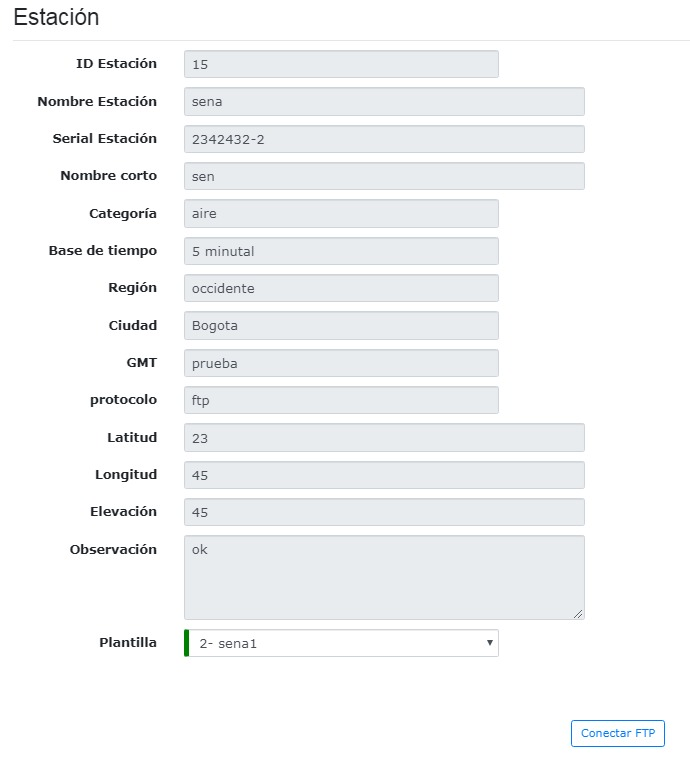 Estación
ID Estación 15
Nombre Estación sena
Serial Estación 2342432-2
Nombre corto sen
Categoría aire
Base de tiempo 5 minutal
Región occidente
Ciudad Bogota
GMT prueba
protocolo ftp
Latitud 23
Longitud 45
Elevación 45
Observación ok
Plantilla 2- sena1
Conectar FTP